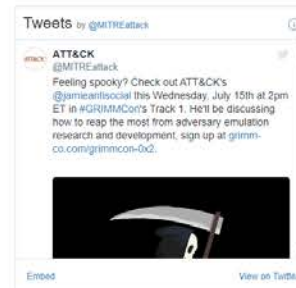 Tweets by @MITREattack
ATT&CK
@MITREattack
Feeling spooky? Check out ATT&CK's
@jamieantisocial this Wednesday, July 15th at 2pm
ET in #GRIMMCon's Track 1. He'll be discussing
how to reap the most from adversary emulation
research and development, sign up at grimm-
co.com/grimmcon-0x2.
Embed
View on Twitte